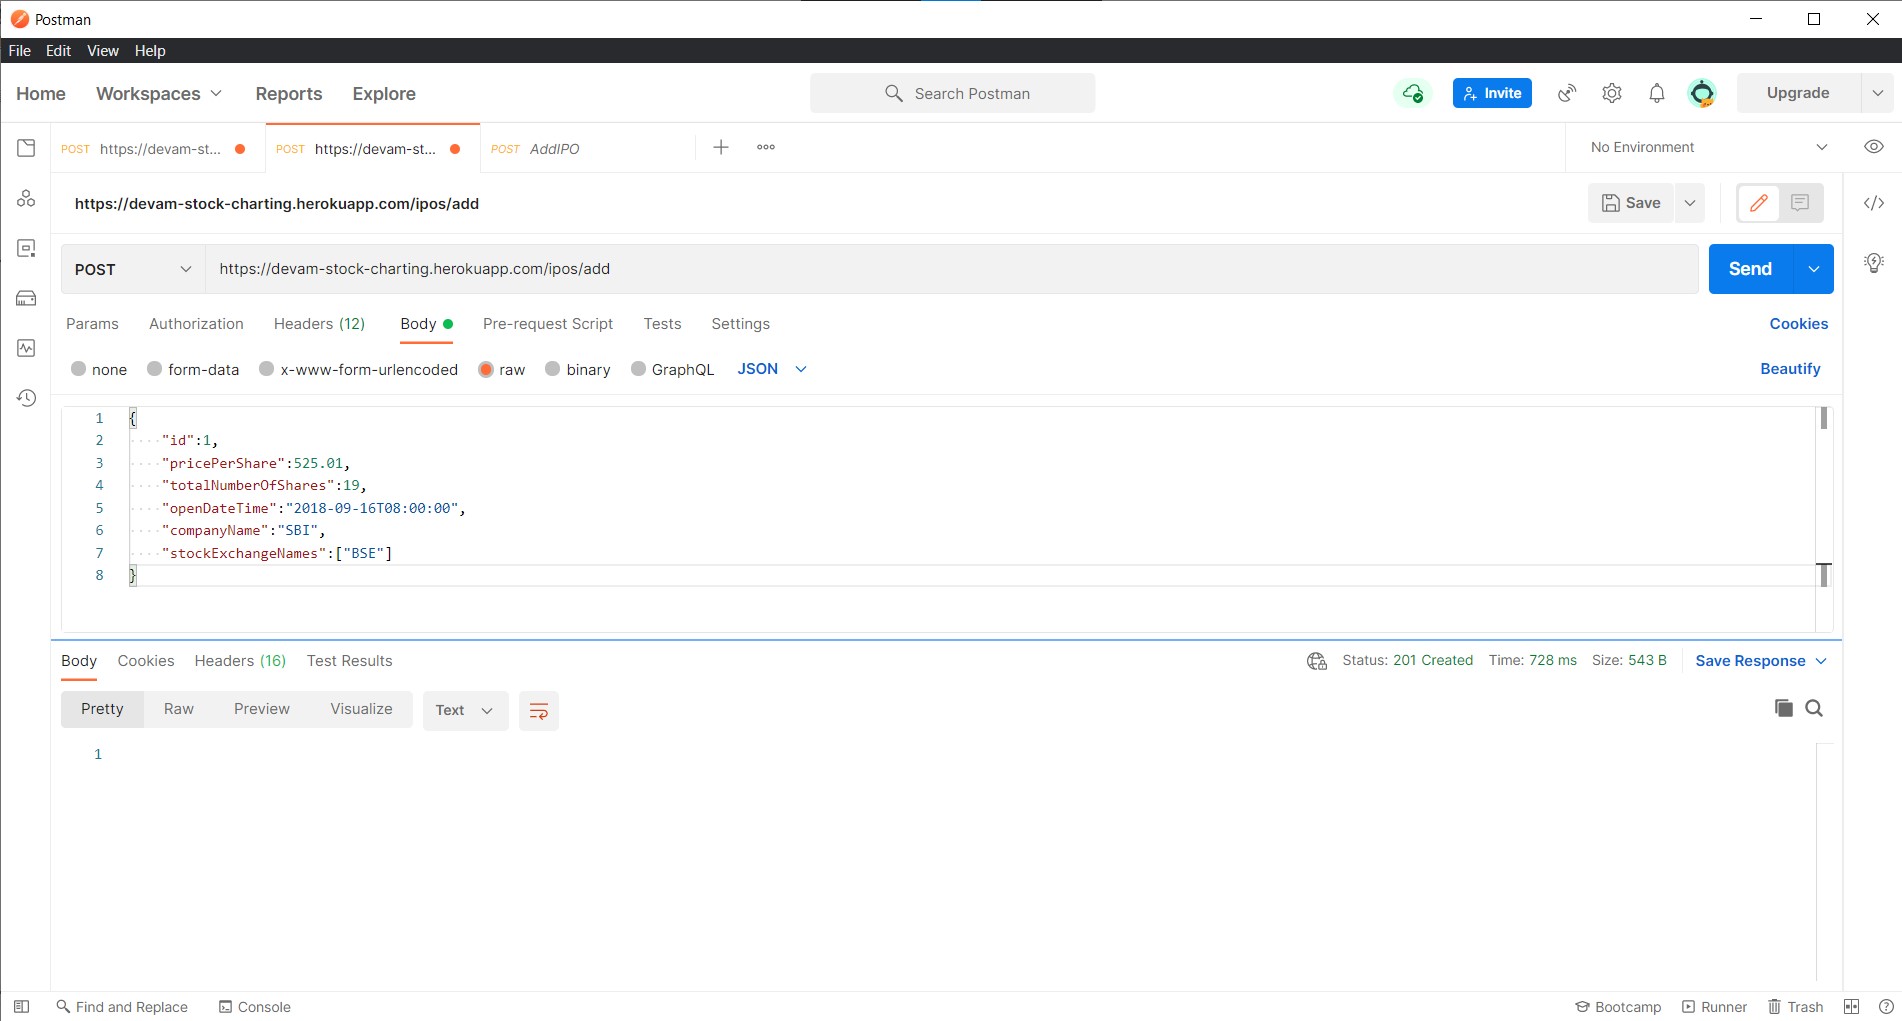 Postman
File Edit View Help
Home Workspaces Reports Explore Search Postman Invite Upgrade
POST https://devam-st... POST https://devam-st... POST AddIPO No Environment
https://devam-stock-charting.herokuapp.com/ipos/add Save
POST https://devam-stock-charting.herokuapp.com/ipos/add Send
Params Authorization Headers (12) Body Pre-request Script Tests Settings Cookies
none form-data x-www-form-urlencoded raw binary GraphQL JSON Beautify
1 {
2 "id":1,
3 "pricePerShare":525.01,
4 "totalNumberOfShares":19,
5 "openDateTime":"2018-09-16T08:00:00",
6 "companyName":"SBI",
7 "stockExchangeNames":["BSE"]
8 }
Body Cookies Headers (16) Test Results Status: 201 Created Time: 728 ms Size: 543 B Save Response
Pretty Raw Preview Visualize Text
1
Find and Replace Console Bootcamp Runner Trash